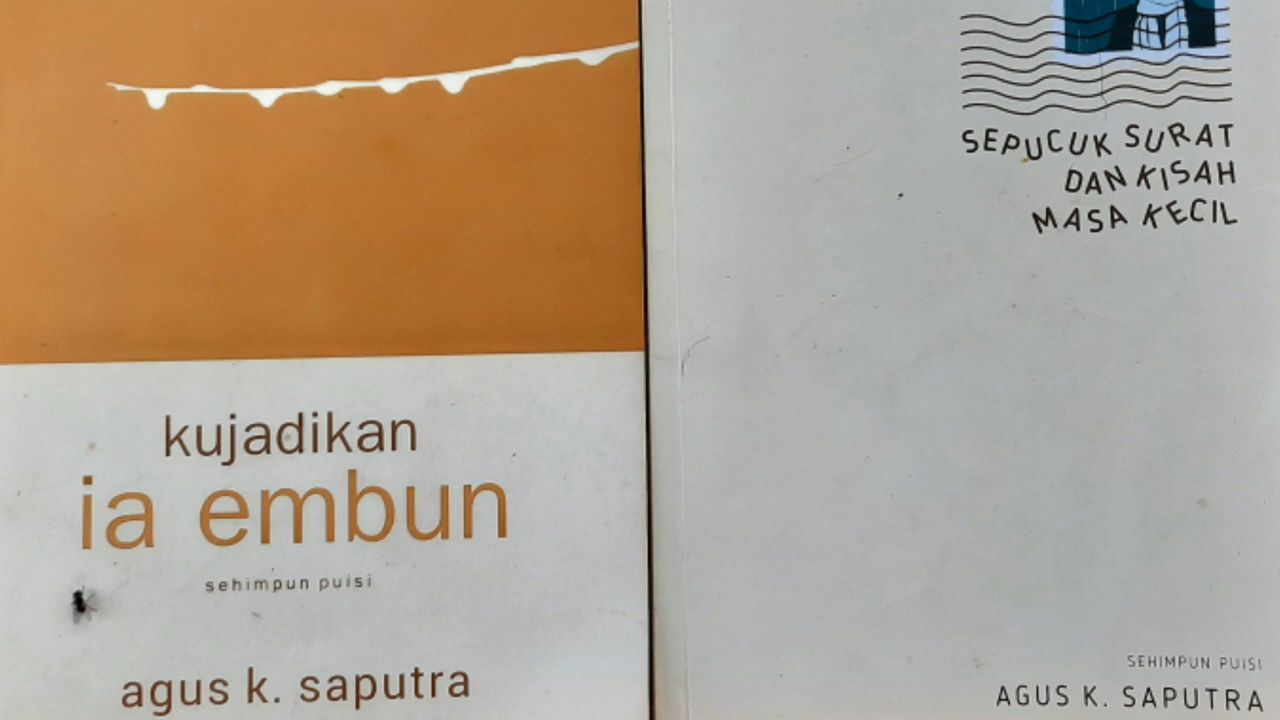 kujadikan
ia embun
sehimpun puisi
agus k. saputra
SEPUCUK SURAT
DAN KISAH
MASA KECIL
SEHIMPUN PUISI
AGUS K. SAPUTRA